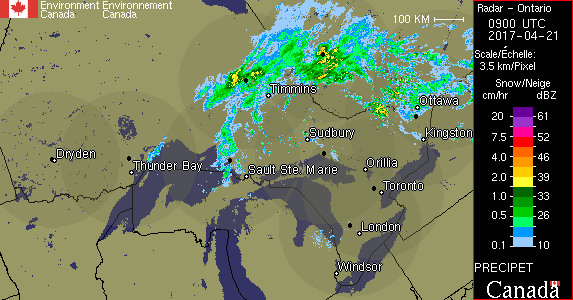 Environment Environnement
Canada Canada
100 KM
Radar - Ontario
0900 UTC
2017-04-21
Scale/Échelle:
3.5 km/Pixel
Snow/Neige
cm/hr dBZ
20 61
7.5 52
4.0 46
2.0 39
1.0 33
0.5 26
0.1 10
PRECIPET
Canada
Timmins
Ottawa
Sudbury
Kingston
Dryden
Thunder Bay
Sault Ste. Marie
Orillia
Toronto
London
Windsor